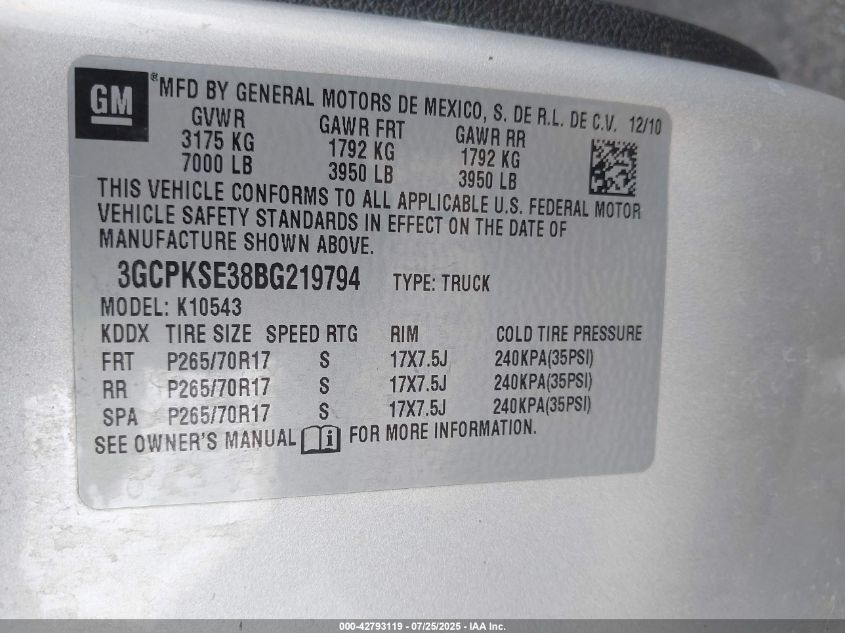 GM
®MFD BY GENERAL MOTORS DE MEXICO, S. DE R.L. DE C.V. 12/10
GVWR GAWR FRT GAWR RR
3175 KG 1792 KG 1792 KG
7000 LB 3950 LB 3950 LB
THIS VEHICLE CONFORMS TO ALL APPLICABLE U.S. FEDERAL MOTOR
VEHICLE SAFETY STANDARDS IN EFFECT ON THE DATE OF
MANUFACTURE SHOWN ABOVE.
3GCPKSE38BG219794 TYPE: TRUCK
MODEL: K10543
KDDX TIRE SIZE SPEED RTG RIM COLD TIRE PRESSURE
FRT P265/70R17 S 17X7.5J 240KPA(35PSI)
RR P265/70R17 S 17X7.5J 240KPA(35PSI)
SPA P265/70R17 S 17X7.5J 240KPA(35PSI)
SEE OWNER'S MANUAL i FOR MORE INFORMATION.
000-42793119 - 07/25/2025 - IAA Inc.